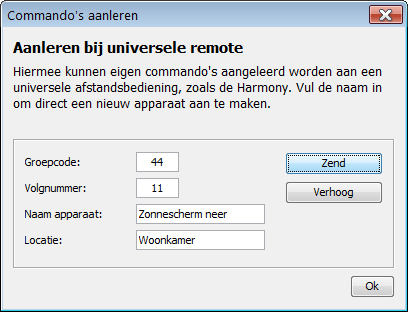 Commando's aanleren
Aanleren bij universele remote
Hiermee kunnen eigen commando's aangeleerd worden aan een
universele afstandsbediening, zoals de Harmony. Vul de naam in
om direct een nieuw apparaat aan te maken.
Groepcode: 44 Zend
Volgnummer: 11 Verhoog
Naam apparaat: Zonnescherm neer
Locatie: Woonkamer
Ok